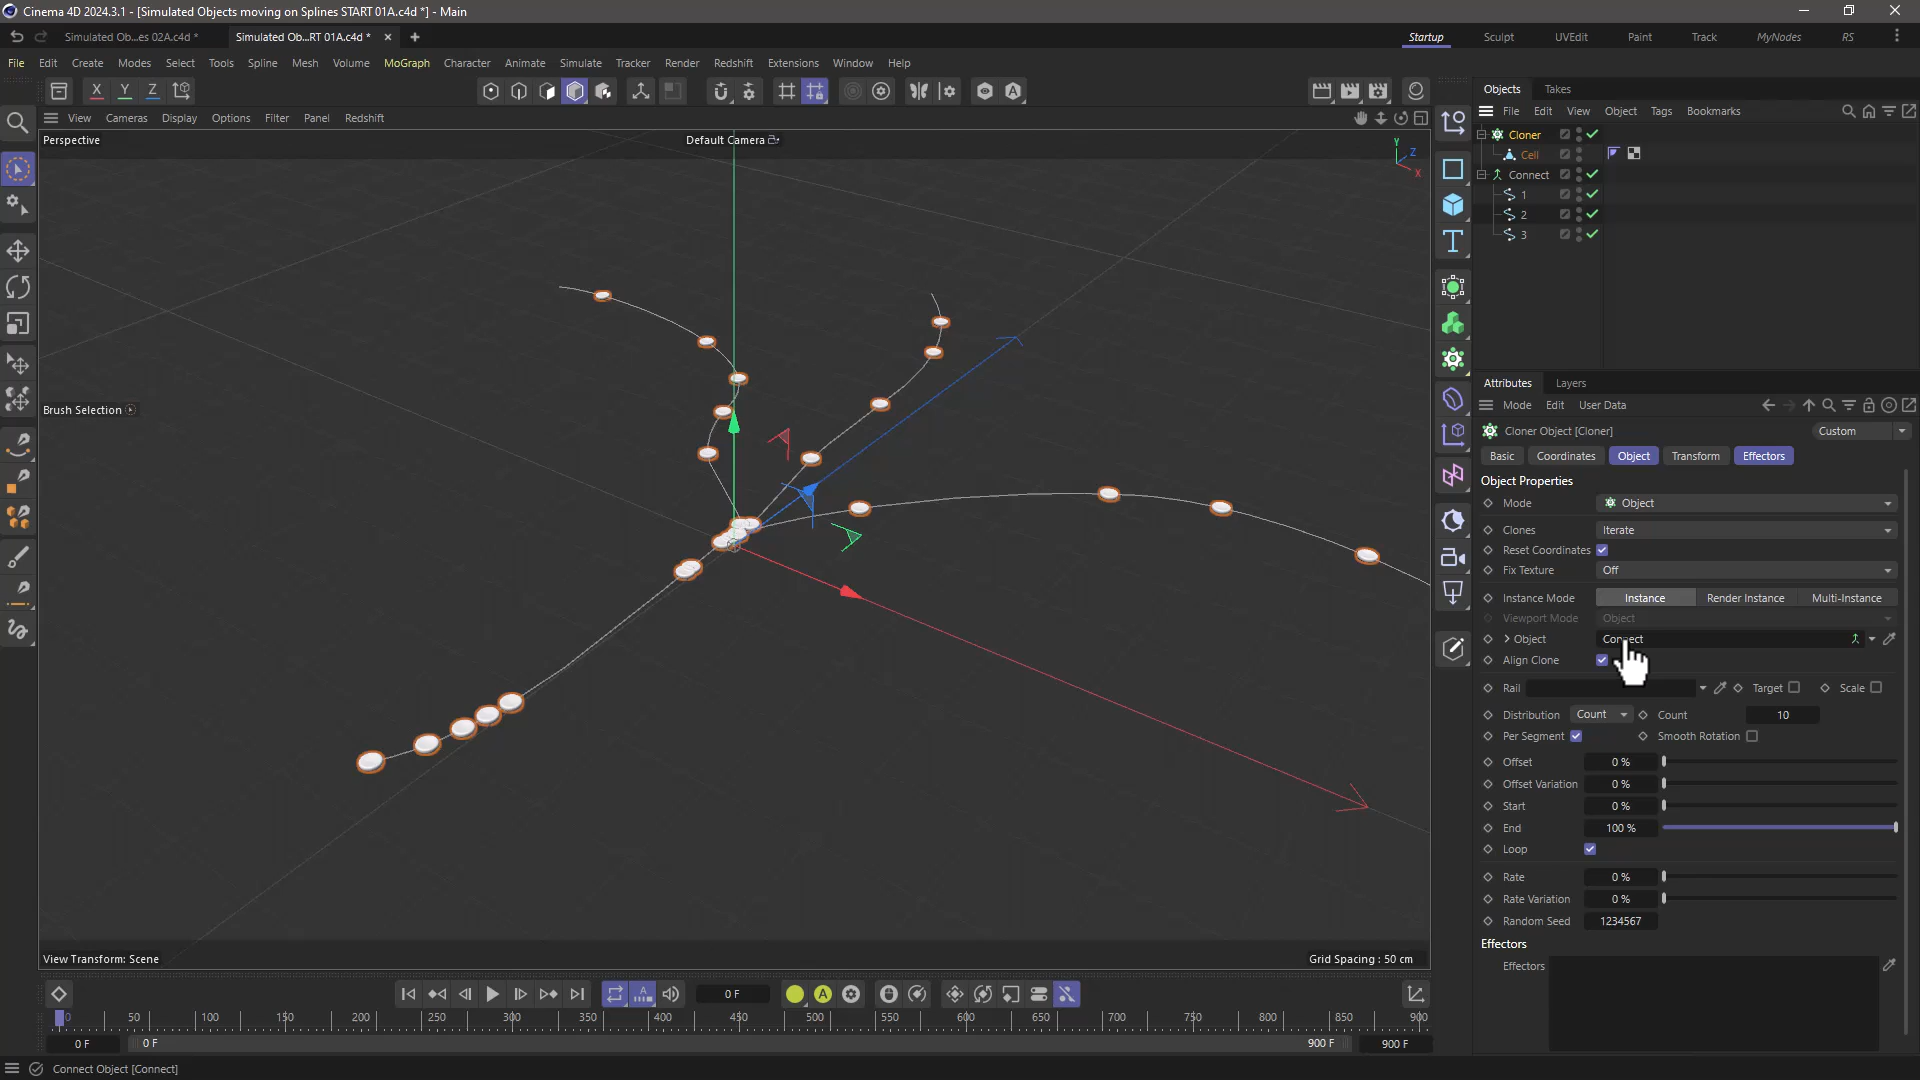 Cinema 4D 2024.3.1 - [Simulated Objects moving on Splines START 01A.c4d *] - Main
Simulated Ob...es 02A.c4d *
Simulated Ob...RT 01A.c4d *
Startup
Sculpt
UVEdit
Paint
Track
MyNodes
RS
File Edit Create Modes Select Tools Spline Mesh Volume MoGraph Character Animate Simulate Tracker Render Redshift Extensions Window Help
X Y Z
Objects Takes
View Cameras Display Options Filter Panel Redshift
File Edit View Object Tags Bookmarks
Perspective
Default Camera
Y
Z
X
Cloner
Cell
Connect
1
2
3
Brush Selection
Attributes Layers
Mode Edit User Data
Cloner Object [Cloner]
Custom
Basic Coordinates Object Transform Effectors
Object Properties
Mode Object
Clones Iterate
Reset Coordinates
Fix Texture Off
Instance Mode Instance Render Instance Multi-Instance
Viewport Mode Object
Object Connect
Align Clone
Rail Target Scale
Distribution Count Count 10
Per Segment Smooth Rotation
Offset 0 %
Offset Variation 0 %
Start 0 %
End 100 %
Loop
Rate 0 %
Rate Variation 0 %
Random Seed 1234567
Effectors
Effectors
View Transform: Scene
Grid Spacing : 50 cm
0 F
0 50 100 150 200 250 300 350 400 450 500 550 600 650 700 750 800 850 900
0 F 0 F 900 F 900 F
Connect Object [Connect]